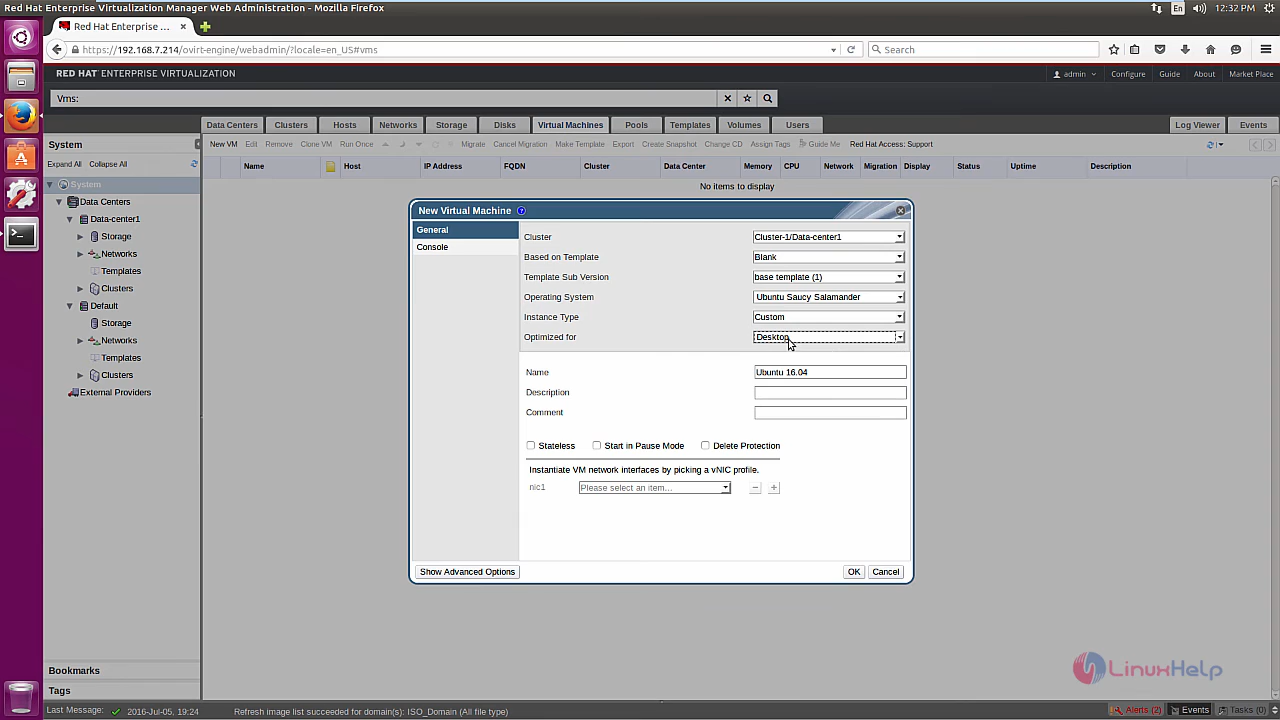 Red Hat Enterprise Virtualization Manager Web Administration - Mozilla Firefox
En
12:32 PM
Red Hat Enterprise ...
https://192.168.7.214/ovirt-engine/webadmin/?locale=en_US#vms
Search
RED HAT ENTERPRISE VIRTUALIZATION
admin
Configure
Guide
About
Market Place
Vms:
Data Centers
Clusters
Hosts
Networks
Storage
Disks
Virtual Machines
Pools
Templates
Volumes
Users
Log Viewer
Events
System
Expand All
Collapse All
New VM
Edit
Remove
Clone VM
Run Once
Migrate
Cancel Migration
Make Template
Export
Create Snapshot
Change CD
Assign Tags
Guide Me
Red Hat Access: Support
Name
Host
IP Address
FQDN
Cluster
Data Center
Memory
CPU
Network
Migration
Display
Status
Uptime
Description
No items to display
System
Data Centers
Data-center1
Storage
Networks
Templates
Clusters
Default
Storage
Networks
Templates
Clusters
External Providers
New Virtual Machine
General
Console
Cluster
Cluster-1/Data-center1
Based on Template
Blank
Template Sub Version
base template (1)
Operating System
Ubuntu Saucy Salamander
Instance Type
Custom
Optimized for
Desktop
Name
Ubuntu 16.04
Description
Comment
Stateless
Start in Pause Mode
Delete Protection
Instantiate VM network interfaces by picking a vNIC profile.
nic1
Please select an item...
Show Advanced Options
OK
Cancel
Bookmarks
Tags
LinuxHelp
Last Message:
2016-Jul-05, 19:24
Refresh image list succeeded for domain(s): ISO_Domain (All file type)
Alerts (2)
Events
Tasks (0)